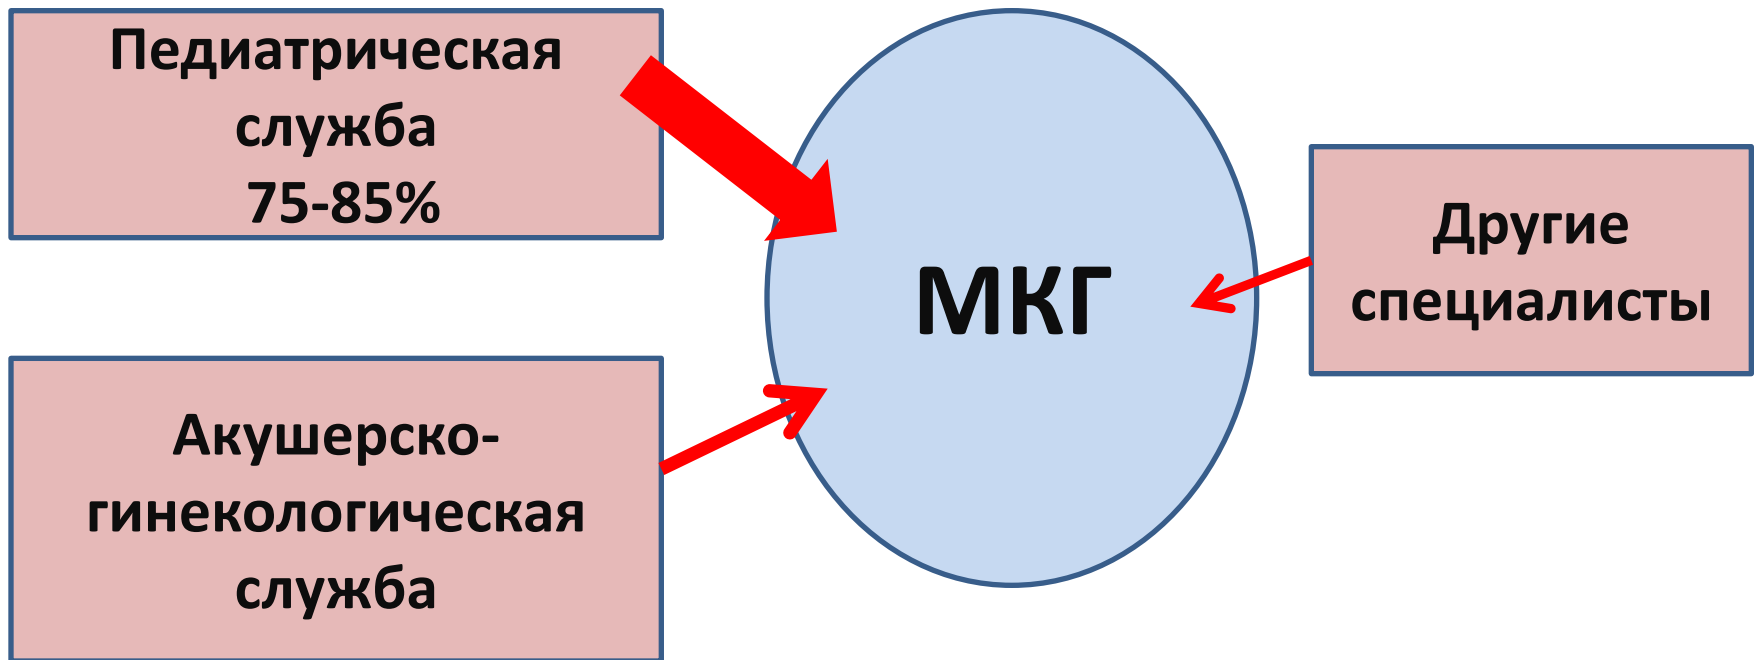 Педиатрическая
служба
75-85%
Акушерско-
гинекологическая
служба
МКГ
Другие
специалисты